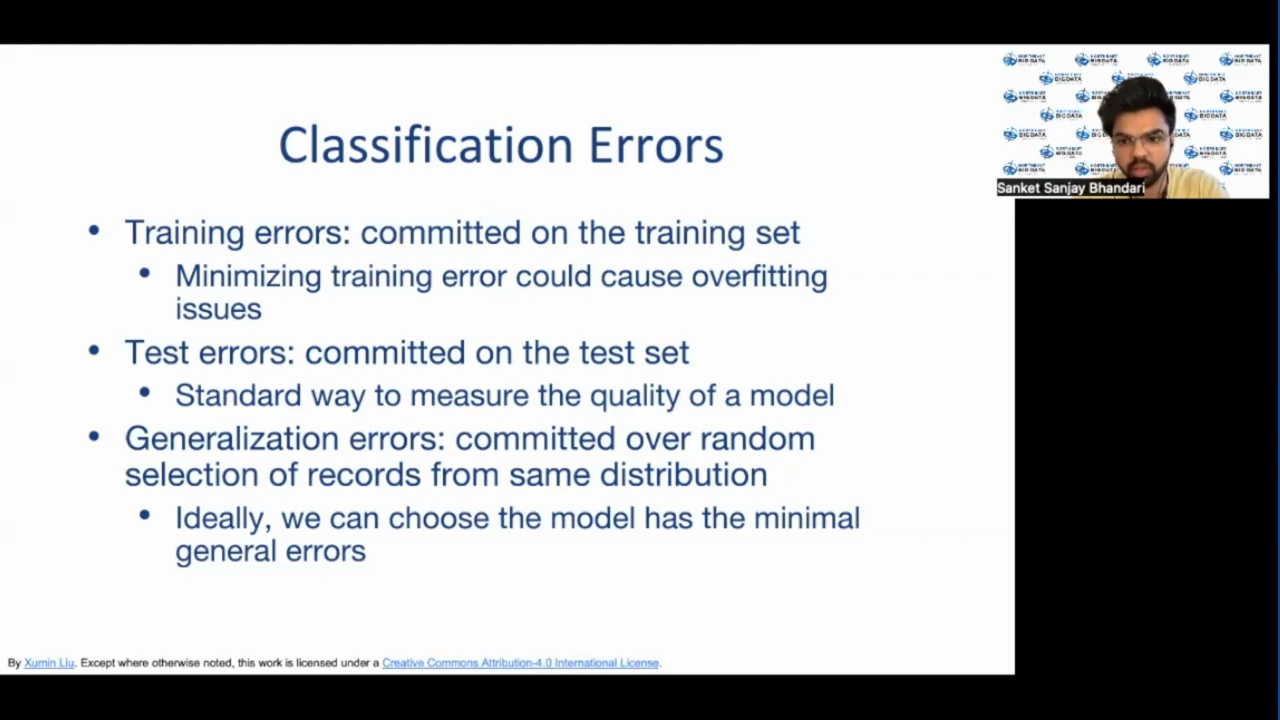 Classification Errors
• Training errors: committed on the training set
• Minimizing training error could cause overfitting
issues
• Test errors: committed on the test set
• Standard way to measure the quality of a model
• Generalization errors: committed over random
selection of records from same distribution
• Ideally, we can choose the model has the minimal
general errors
By Xumin Liu. Except where otherwise noted, this work is licensed under a Creative Commons Attribution-4.0 International License.
Sanket Sanjay Bhandari